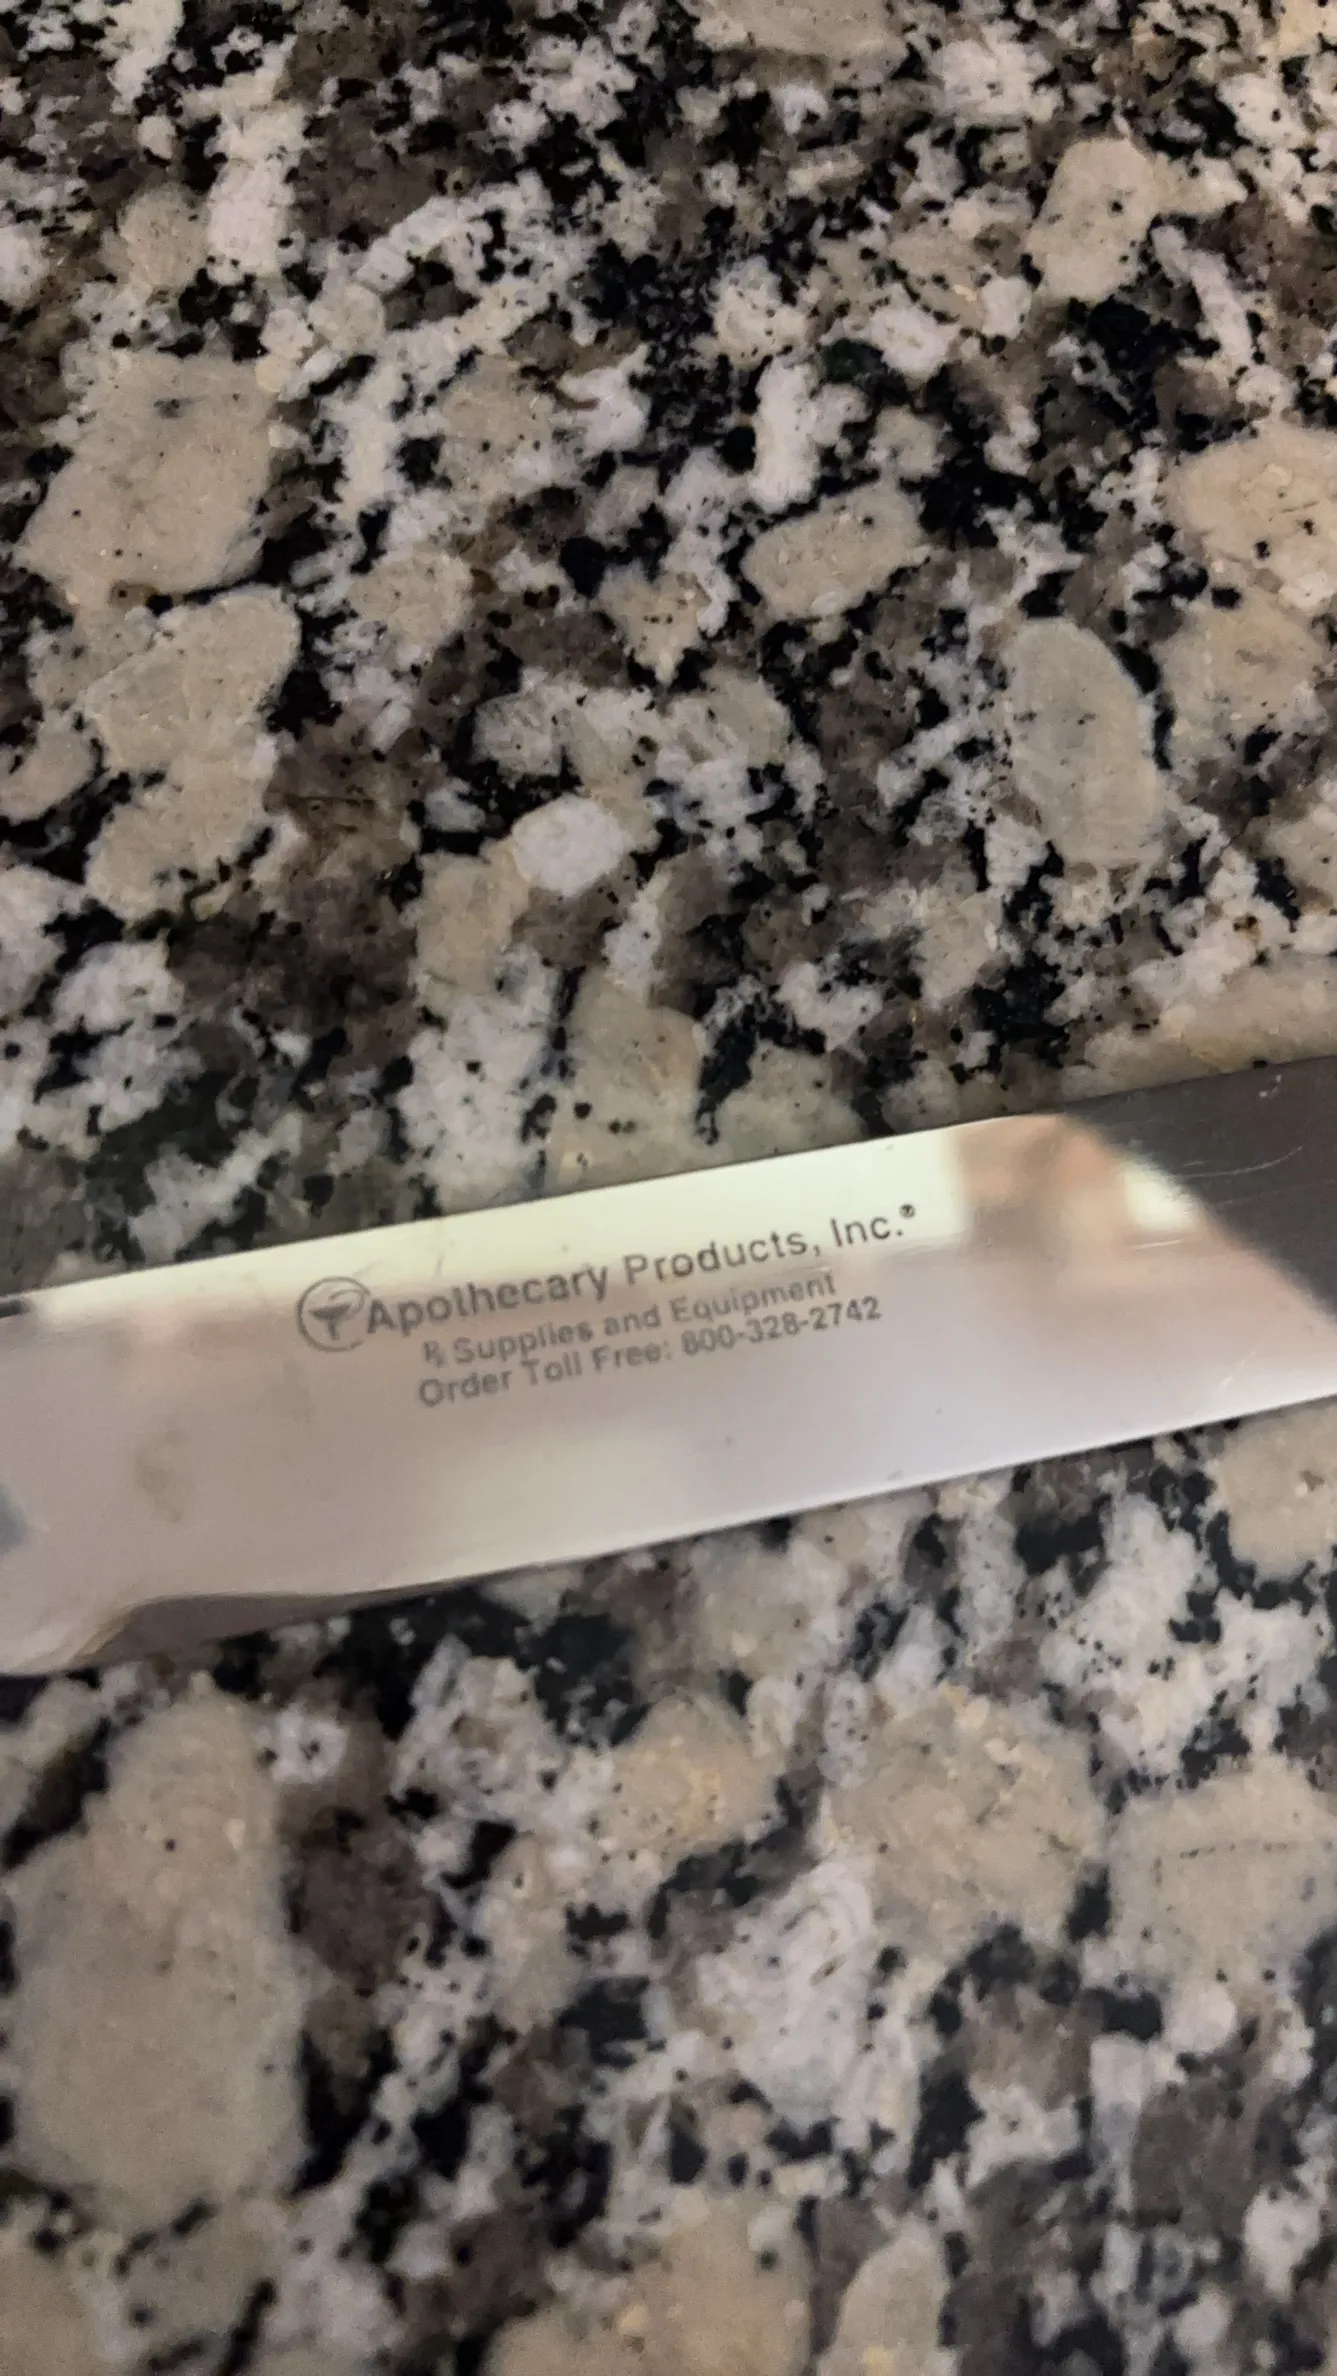 Apothecary Products, Inc.®
℞ Supplies and Equipment
Order Toll Free: 800-328-2742